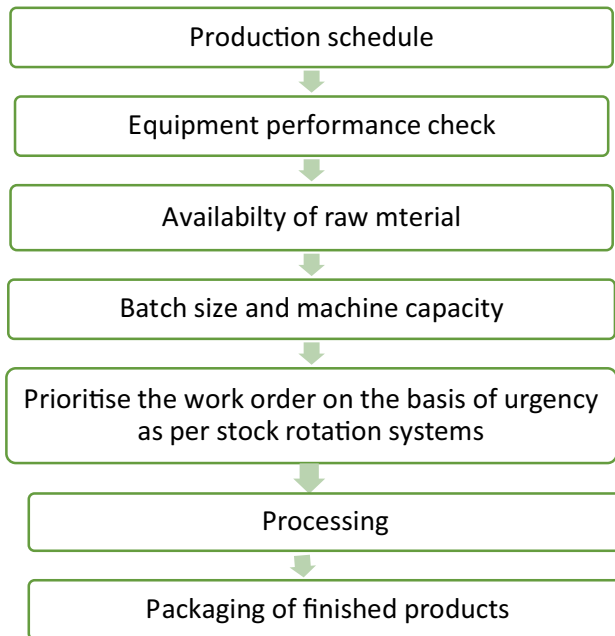 Production schedule
Equipment performance check
Availabilty of raw mterial
Batch size and machine capacity
Prioritise the work order on the basis of urgency
as per stock rotation systems
Processing
Packaging of finished products